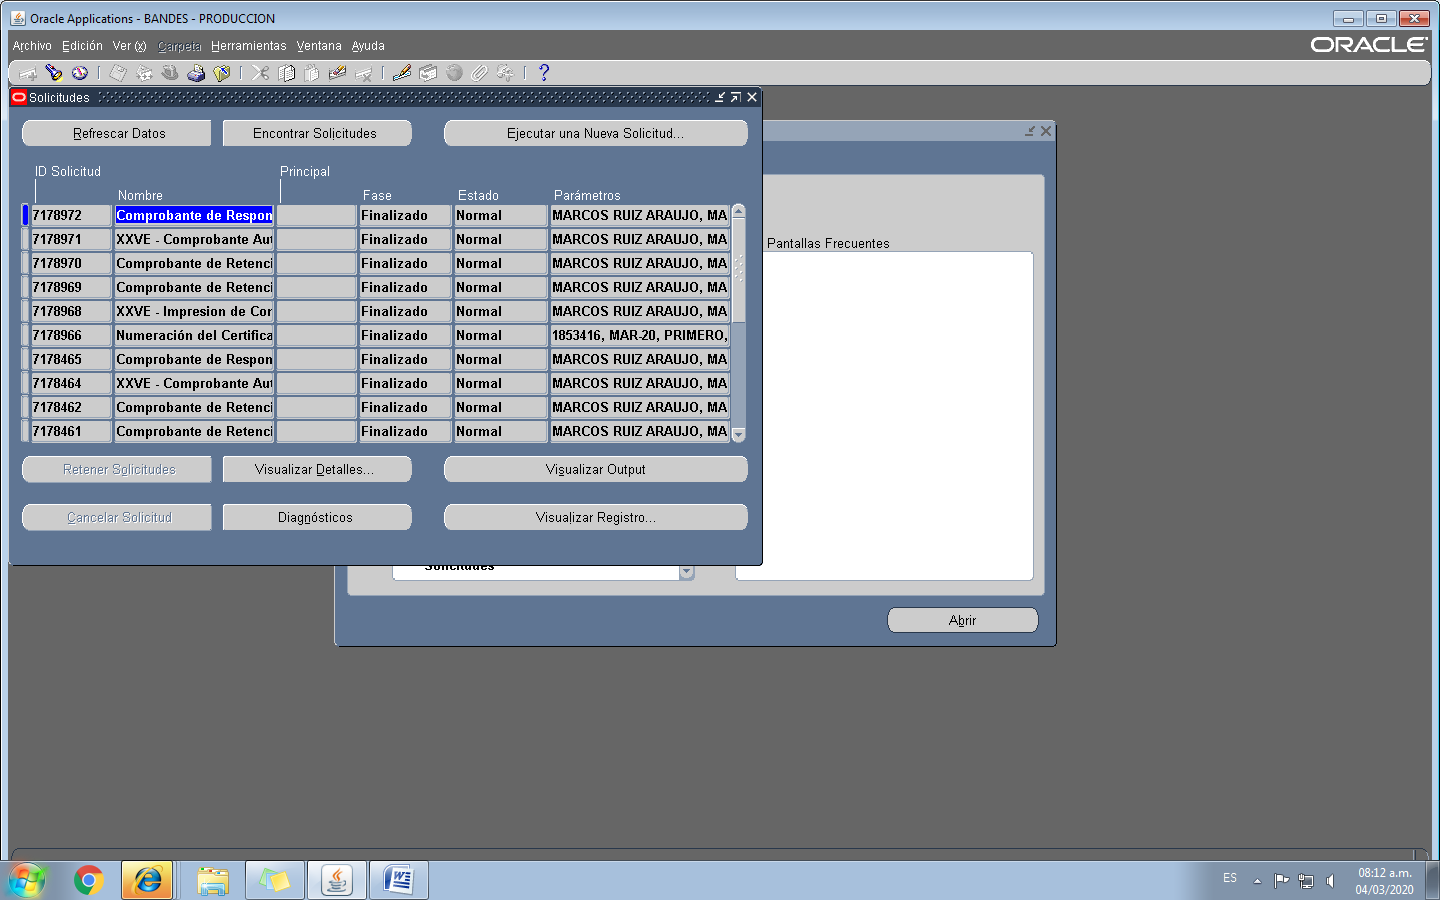 Oracle Applications - BANDES - PRODUCCION
Archivo Edición Ver (x) Carpeta Herramientas Ventana Ayuda
ORACLE
Solicitudes
Refrescar Datos Encontrar Solicitudes Ejecutar una Nueva Solicitud...
ID Solicitud Principal
Nombre Fase Estado Parámetros
7178972 Comprobante de Respon Finalizado Normal MARCOS RUIZ ARAUJO, MA
7178971 XXVE - Comprobante Aut Finalizado Normal MARCOS RUIZ ARAUJO, MA
7178970 Comprobante de Retenci Finalizado Normal MARCOS RUIZ ARAUJO, MA
7178969 Comprobante de Retenci Finalizado Normal MARCOS RUIZ ARAUJO, MA
7178968 XXVE - Impresion de Cor Finalizado Normal MARCOS RUIZ ARAUJO, MA
7178966 Numeración del Certifica Finalizado Normal 1853416, MAR-20, PRIMERO,
7178465 Comprobante de Respon Finalizado Normal MARCOS RUIZ ARAUJO, MA
7178464 XXVE - Comprobante Aut Finalizado Normal MARCOS RUIZ ARAUJO, MA
7178462 Comprobante de Retenci Finalizado Normal MARCOS RUIZ ARAUJO, MA
7178461 Comprobante de Retenci Finalizado Normal MARCOS RUIZ ARAUJO, MA
Retener Solicitudes Visualizar Detalles... Visualizar Output
Cancelar Solicitud Diagnósticos Visualizar Registro...
Pantallas Frecuentes
Solicitudes
Abrir
ES
08:12 a.m.
04/03/2020